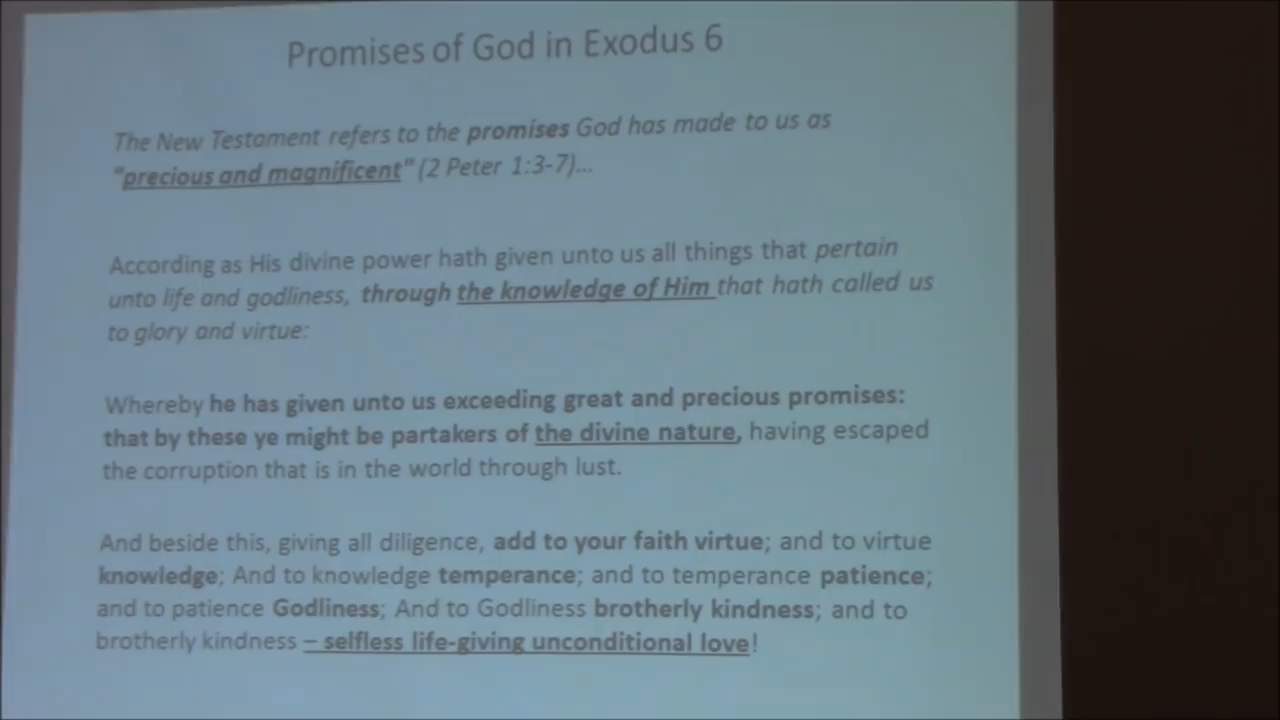 Promises of God in Exodus 6
The New Testament refers to the promises God has made to us as
"precious and magnificent" (2 Peter 1:3-7)...
According as His divine power hath given unto us all things that pertain
unto life and godliness, through the knowledge of Him that hath called us
to glory and virtue:
Whereby he has given unto us exceeding great and precious promises:
that by these ye might be partakers of the divine nature, having escaped
the corruption that is in the world through lust.
And beside this, giving all diligence, add to your faith virtue; and to virtue
knowledge; And to knowledge temperance; and to temperance patience;
and to patience Godliness; And to Godliness brotherly kindness; and to
brotherly kindness – selfless life-giving unconditional love!